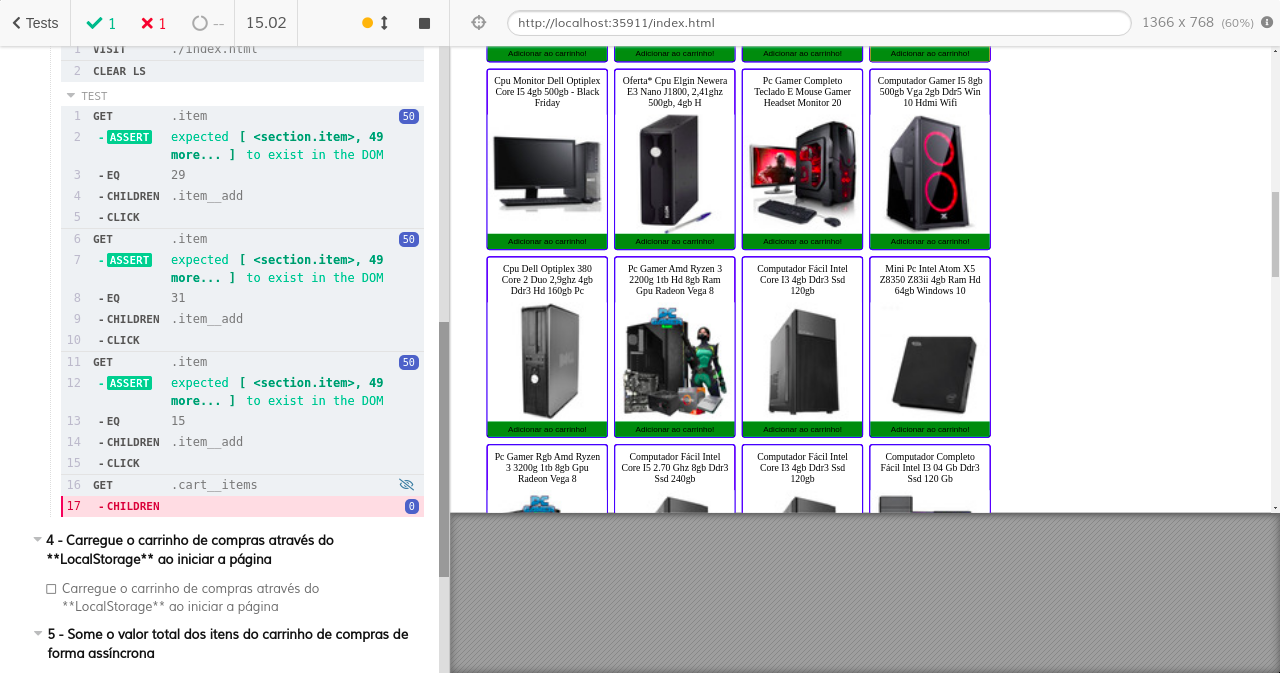 Tests
1
1
--
15.02
http://localhost:35911/index.html
1366 x 768 (60%)
1 VISIT ./index.html
2 CLEAR LS
TEST
1 GET .item 50
2 -ASSERT expected [ <section.item>, 49
more... ] to exist in the DOM
3 -EQ 29
4 -CHILDREN .item__add
5 -CLICK
6 GET .item 50
7 -ASSERT expected [ <section.item>, 49
more... ] to exist in the DOM
8 -EQ 31
9 -CHILDREN .item__add
10 -CLICK
11 GET .item 50
12 -ASSERT expected [ <section.item>, 49
more... ] to exist in the DOM
13 -EQ 15
14 -CHILDREN .item__add
15 -CLICK
16 GET .cart__items
17 -CHILDREN 0
4 - Carregue o carrinho de compras através do
**LocalStorage** ao iniciar a página
Carregue o carrinho de compras através do
**LocalStorage** ao iniciar a página
5 - Some o valor total dos itens do carrinho de compras de
forma assíncrona
Adicionar ao carrinho! Adicionar ao carrinho! Adicionar ao carrinho! Adicionar ao carrinho!
Cpu Monitor Dell Optiplex
Core I5 4gb 500gb - Black
Friday
Adicionar ao carrinho!
Oferta* Cpu Elgin Newera
E3 Nano J1800, 2,41ghz
500gb, 4gb H
Adicionar ao carrinho!
Pc Gamer Completo
Teclado E Mouse Gamer
Headset Monitor 20
Adicionar ao carrinho!
Computador Gamer I5 8gb
500gb Vga 2gb Ddr5 Win
10 Hdmi Wifi
Adicionar ao carrinho!
Cpu Dell Optiplex 380
Core 2 Duo 2,9ghz 4gb
Ddr3 Hd 160gb Pc
Adicionar ao carrinho!
Pc Gamer Amd Ryzen 3
2200g 1tb Hd 8gb Ram
Gpu Radeon Vega 8
Adicionar ao carrinho!
Computador Fácil Intel
Core I3 4gb Ddr3 Ssd
120gb
Adicionar ao carrinho!
Mini Pc Intel Atom X5
Z8350 Z83ii 4gb Ram Hd
64gb Windows 10
Adicionar ao carrinho!
Pc Gamer Rgb Amd Ryzen
3 3200g 1tb 8gb Gpu
Radeon Vega 8
Computador Fácil Intel
Core I5 2.70 Ghz 8gb Ddr3
Ssd 240gb
Computador Fácil Intel
Core I3 4gb Ddr3 Ssd
120gb
Computador Completo
Fácil Intel I3 04 Gb Ddr3
Ssd 120 Gb